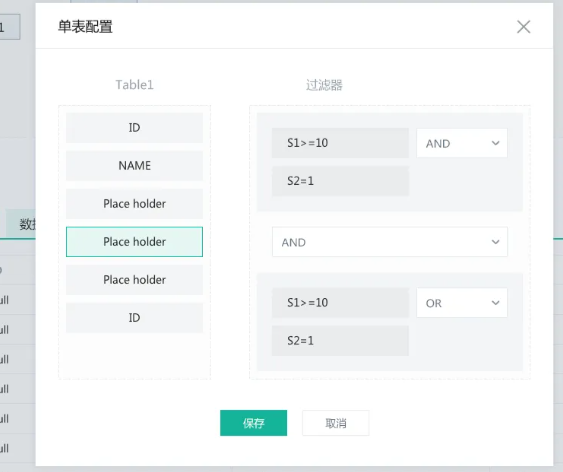 单表配置
1
Table1
过滤器
ID
NAME
Place holder
Place holder
Place holder
ID
S1>=10
AND
S2=1
AND
S1>=10
OR
S2=1
数据
ull
ull
ull
ull
ull
ull
保存
取消